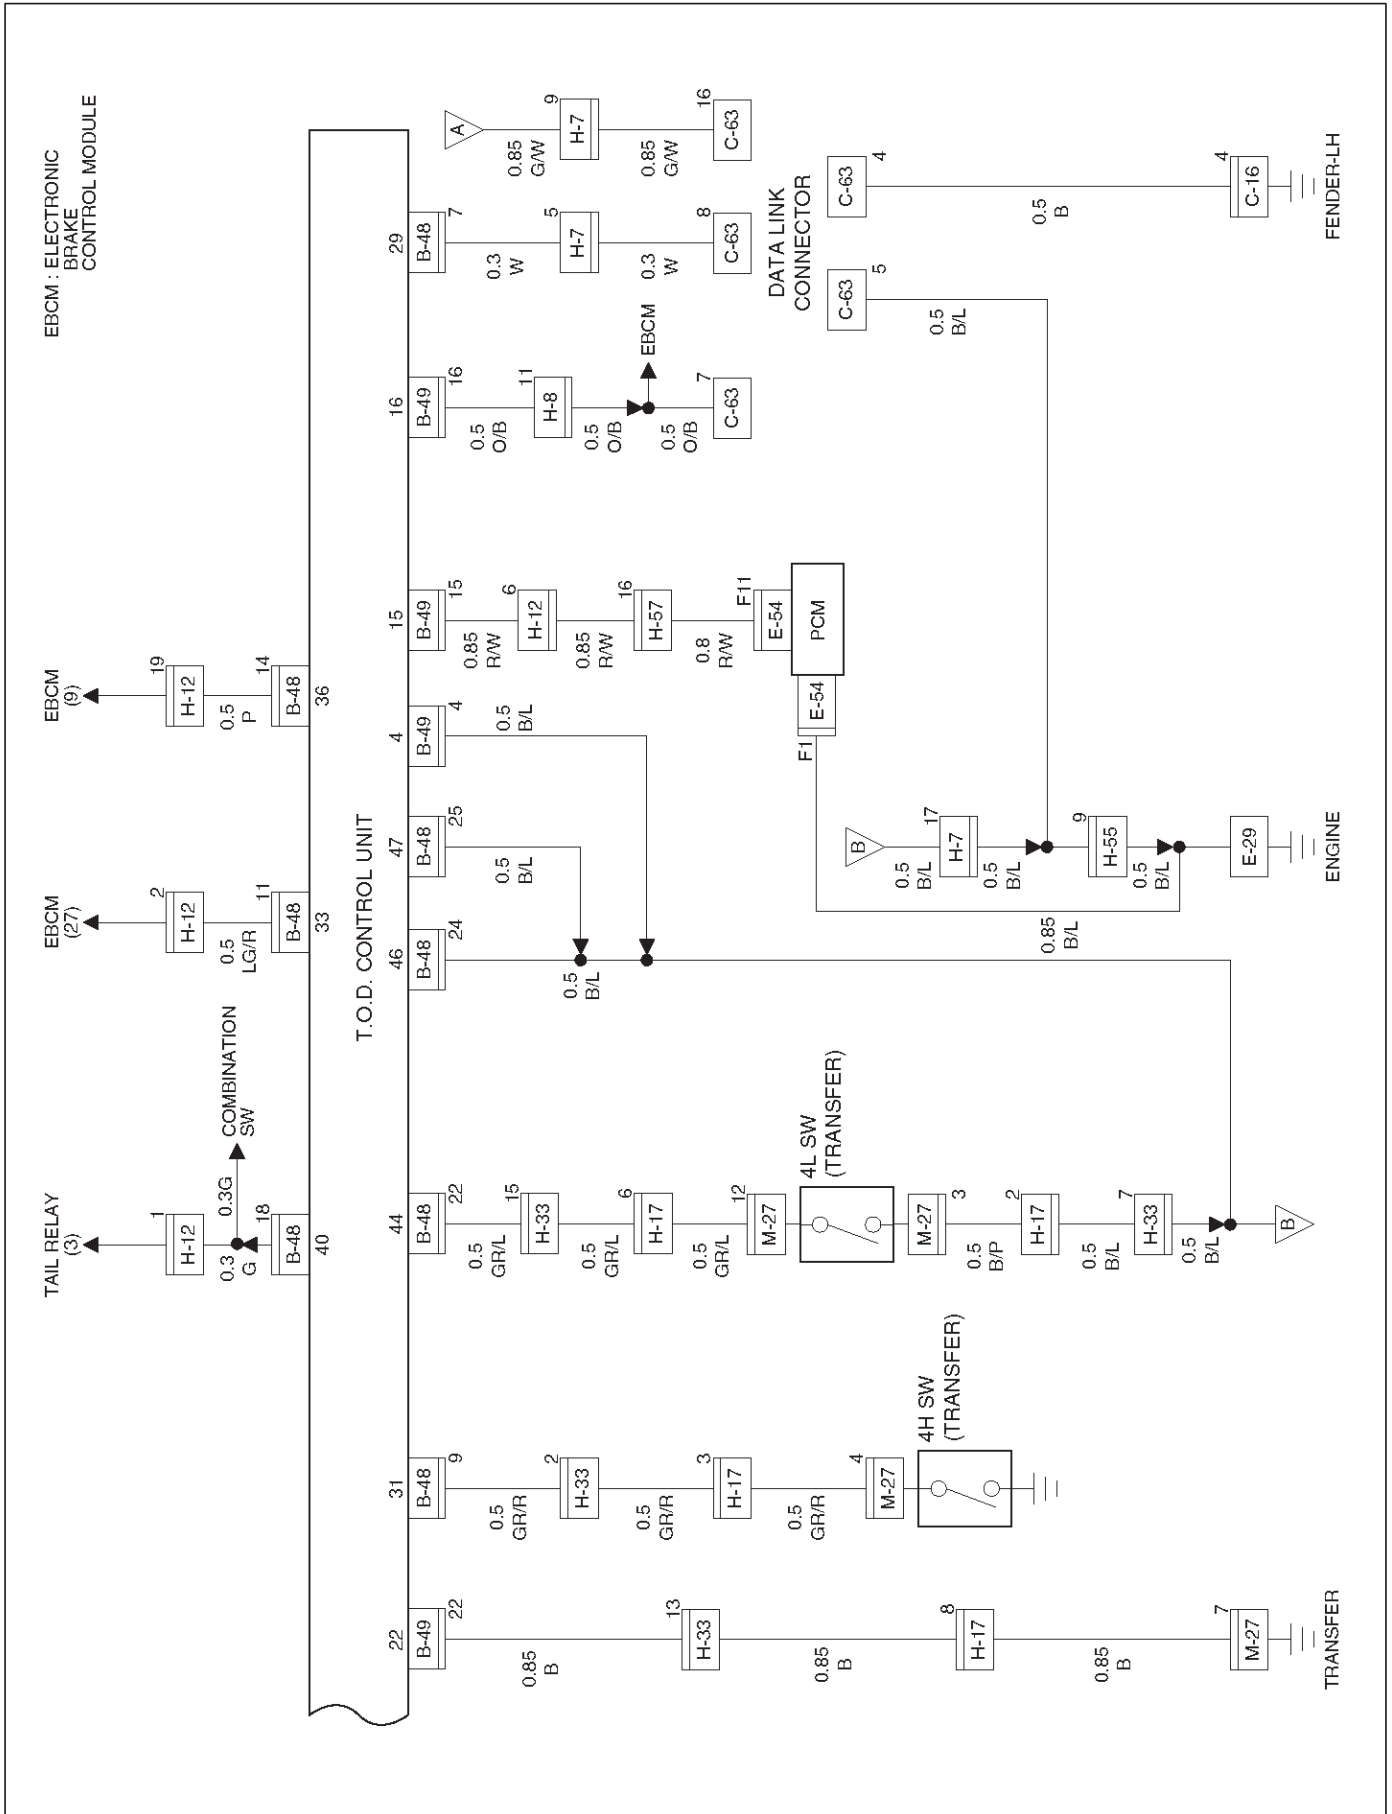 EBCM : ELECTRONIC
BRAKE
CONTROL MODULE
TAIL RELAY
(3)
1
H-12
0.3
G
0.3G
COMBINATION
SW
18
B-48
40
EBCM
(27)
2
H-12
0.5
LG/R
11
B-48
33
EBCM
(9)
19
H-12
0.5
P
14
B-48
36
T.O.D. CONTROL UNIT
22
B-49
22
0.85
B
13
H-33
0.85
B
8
H-17
0.85
B
7
M-27
TRANSFER
31
B-48
9
0.5
GR/R
2
H-33
0.5
GR/R
3
H-17
0.5
GR/R
4
M-27
4H SW
(TRANSFER)
44
B-48
22
0.5
GR/L
15
H-33
0.5
GR/L
6
H-17
0.5
GR/L
12
M-27
4L SW
(TRANSFER)
M-27
3
0.5
B/P
2
H-17
0.5
B/L
7
H-33
0.5
B/L
B
46
B-48
24
0.5
B/L
47
B-48
25
0.5
B/L
4
B-49
4
0.5
B/L
15
B-49
15
0.85
R/W
6
H-12
0.85
R/W
16
H-57
0.8
R/W
F11
E-54
PCM
E-54
F1
0.85
B/L
B
0.5
B/L
17
H-7
0.5
B/L
9
H-55
0.5
B/L
E-29
ENGINE
16
B-49
16
0.5
O/B
11
H-8
0.5
O/B
EBCM
0.5
O/B
7
C-63
29
B-48
7
0.3
W
5
H-7
0.3
W
8
C-63
A
0.85
G/W
9
H-7
0.85
G/W
16
C-63
DATA LINK
CONNECTOR
C-63
5
0.5
B/L
C-63
4
0.5
B
4
C-16
FENDER-LH